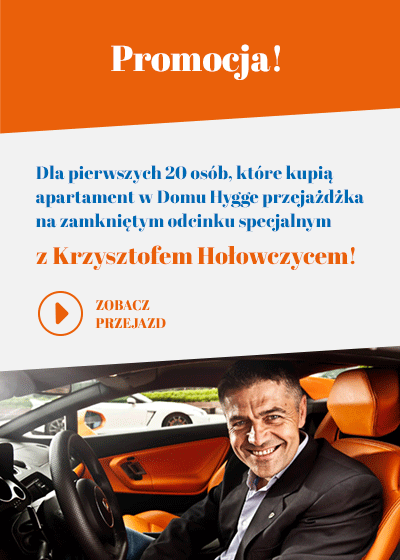 Promocja!
Dla pierwszych 20 osób, które kupią
apartament w Domu Hygge przejażdżka
na zamkniętym odcinku specjalnym
z Krzysztofem Hołowczycem!
ZOBACZ
PRZEJAZD